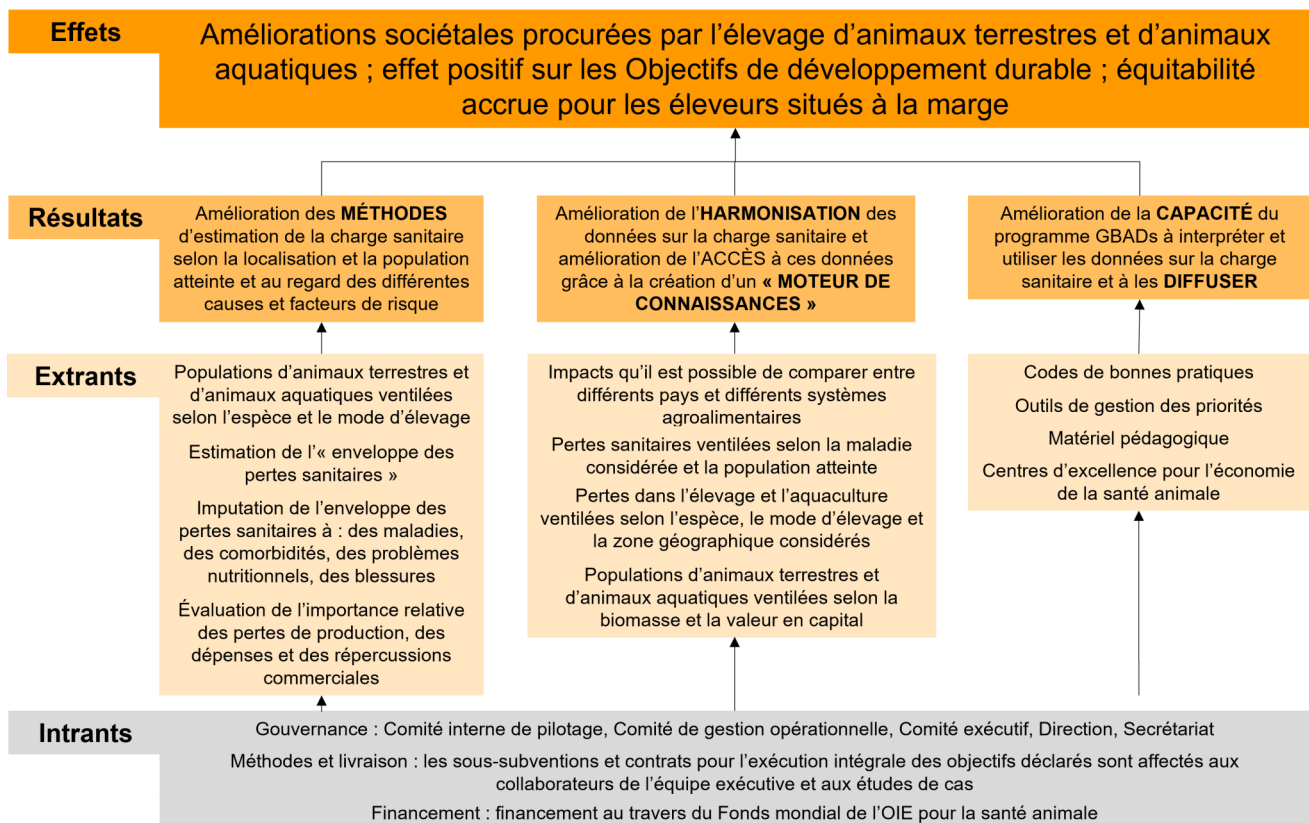 Effets
Améliorations sociétales procurées par l’élevage d’animaux terrestres et d’animaux
aquatiques ; effet positif sur les Objectifs de développement durable ; équitabilité
accrue pour les éleveurs situés à la marge
Résultats
Amélioration des MÉTHODES
d’estimation de la charge sanitaire
selon la localisation et la population
atteinte et au regard des différentes
causes et facteurs de risque
Amélioration de l’HARMONISATION des
données sur la charge sanitaire et
amélioration de l’ACCÈS à ces données
grâce à la création d’un « MOTEUR DE
CONNAISSANCES »
Amélioration de la CAPACITÉ du
programme GBADs à interpréter et
utiliser les données sur la charge
sanitaire et à les DIFFUSER
Extrants
Populations d’animaux terrestres et
d’animaux aquatiques ventilées
selon l’espèce et le mode d’élevage
Estimation de l’« enveloppe des
pertes sanitaires »
Imputation de l’enveloppe des
pertes sanitaires à : des maladies,
des comorbidités, des problèmes
nutritionnels, des blessures
Évaluation de l’importance relative
des pertes de production, des
dépenses et des répercussions
commerciales
Impacts qu’il est possible de comparer entre
différents pays et différents systèmes
agroalimentaires
Pertes sanitaires ventilées selon la maladie
considérée et la population atteinte
Pertes dans l’élevage et l’aquaculture
ventilées selon l’espèce, le mode d’élevage et
la zone géographique considérés
Populations d’animaux terrestres et
d’animaux aquatiques ventilées selon la
biomasse et la valeur en capital
Codes de bonnes pratiques
Outils de gestion des priorités
Matériel pédagogique
Centres d’excellence pour l’économie
de la santé animale
Intrants
Gouvernance : Comité interne de pilotage, Comité de gestion opérationnelle, Comité exécutif, Direction, Secrétariat
Méthodes et livraison : les sous-subventions et contrats pour l’exécution intégrale des objectifs déclarés sont affectés aux
collaborateurs de l’équipe exécutive et aux études de cas
Financement : financement au travers du Fonds mondial de l’OIE pour la santé animale